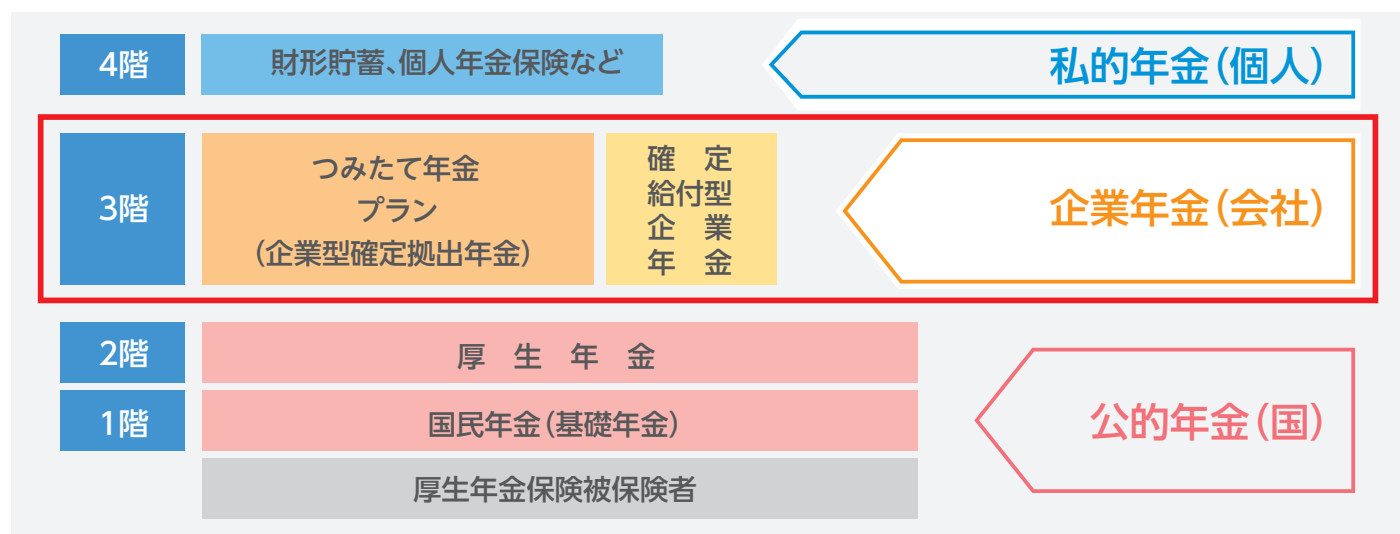 4階
財形貯蓄、個人年金保険など
私的年金(個人)
3階
つみたて年金
プラン
(企業型確定拠出年金)
確 定
給付型
企 業
年 金
企業年金(会社)
2階
厚 生 年 金
1階
国民年金(基礎年金)
公的年金(国)
厚生年金保険被保険者